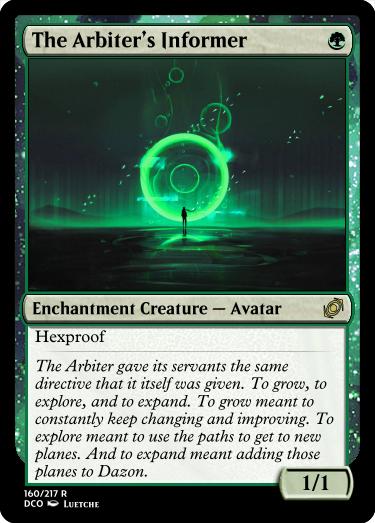 The Arbiter's Informer
Enchantment Creature — Avatar
Hexproof
The Arbiter gave its servants the same
directive that it itself was given. To grow, to
explore, and to expand. To grow meant to
constantly keep changing and improving. To
explore meant to use the paths to get to new
planes. And to expand meant adding those
planes to Dazon.
1/1
160/217 R
DCO Luetche